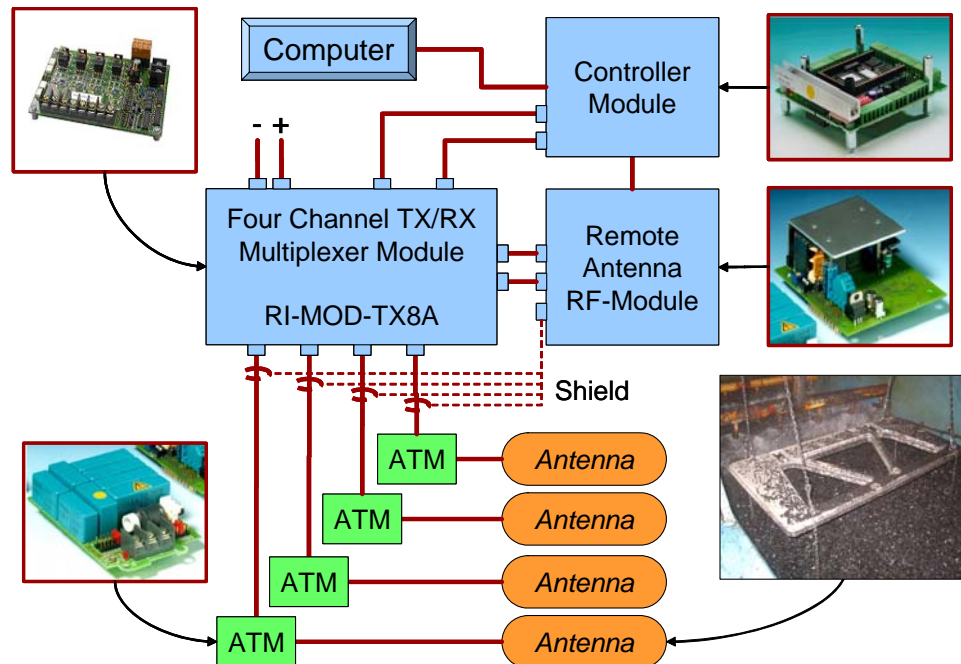 Computer
Controller
Module
- +
Four Channel TX/RX
Multiplexer Module
RI-MOD-TX8A
Remote
Antenna
RF-Module
Shield
ATM
Antenna
ATM
Antenna
ATM
Antenna
ATM
Antenna